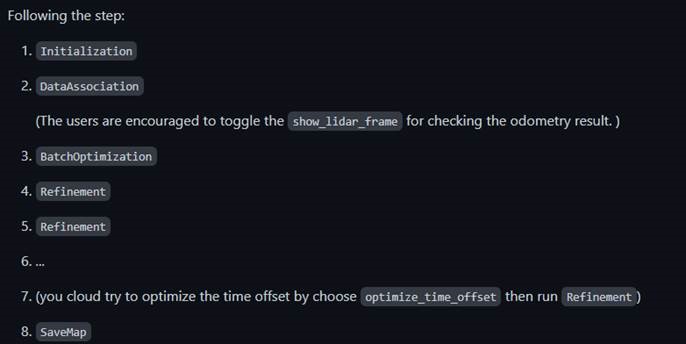 Following the step:
1. Initialization
2. DataAssociation
(The users are encouraged to toggle the show_lidar_frame for checking the odometry result. )
3. BatchOptimization
4. Refinement
5. Refinement
6. ...
7. (you cloud try to optimize the time offset by choose optimize_time_offset then run Refinement)
8. SaveMap